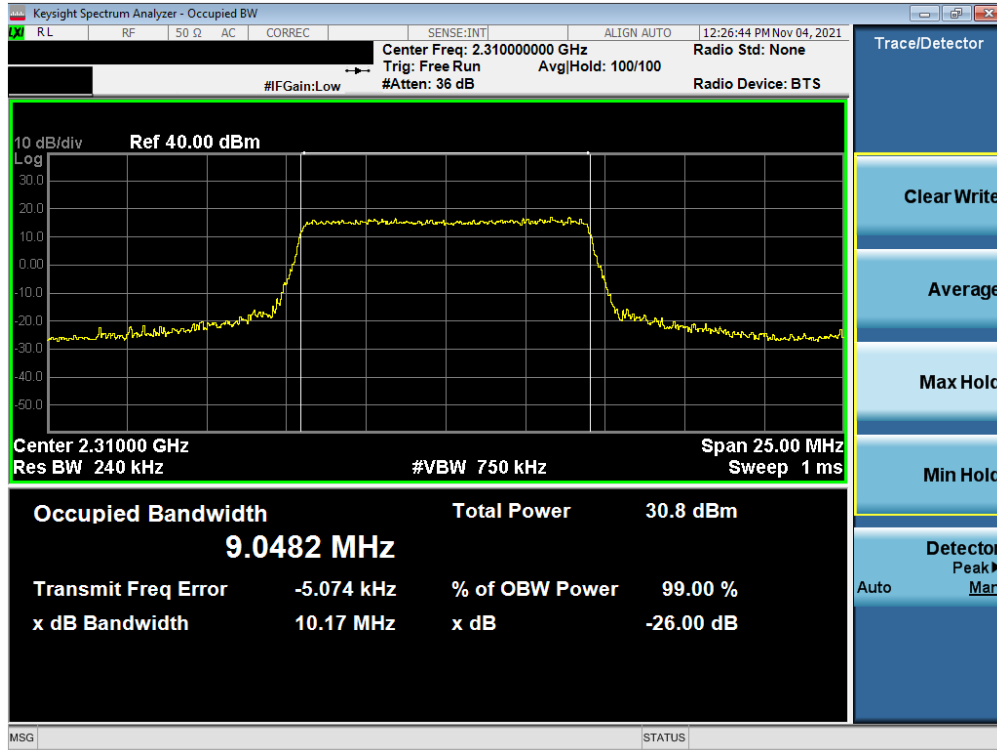 Keysight Spectrum Analyzer - Occupied BW
LXI RL RF 50 Ω AC CORREC SENSE:INT ALIGN AUTO 12:26:44 PM Nov 04, 2021
Center Freq: 2.310000000 GHz Radio Std: None
Trig: Free Run Avg|Hold: 100/100
#IFGain:Low #Atten: 36 dB Radio Device: BTS
10 dB/div Ref 40.00 dBm
Log
30.0
20.0
10.0
0.00
-10.0
-20.0
-30.0
-40.0
-50.0
Center 2.31000 GHz Span 25.00 MHz
Res BW 240 kHz #VBW 750 kHz Sweep 1 ms
Occupied Bandwidth Total Power 30.8 dBm
9.0482 MHz
Transmit Freq Error -5.074 kHz % of OBW Power 99.00 %
x dB Bandwidth 10.17 MHz x dB -26.00 dB
Trace/Detector
Clear Write
Average
Max Hold
Min Hold
Detector
Peak
Auto Man
MSG STATUS